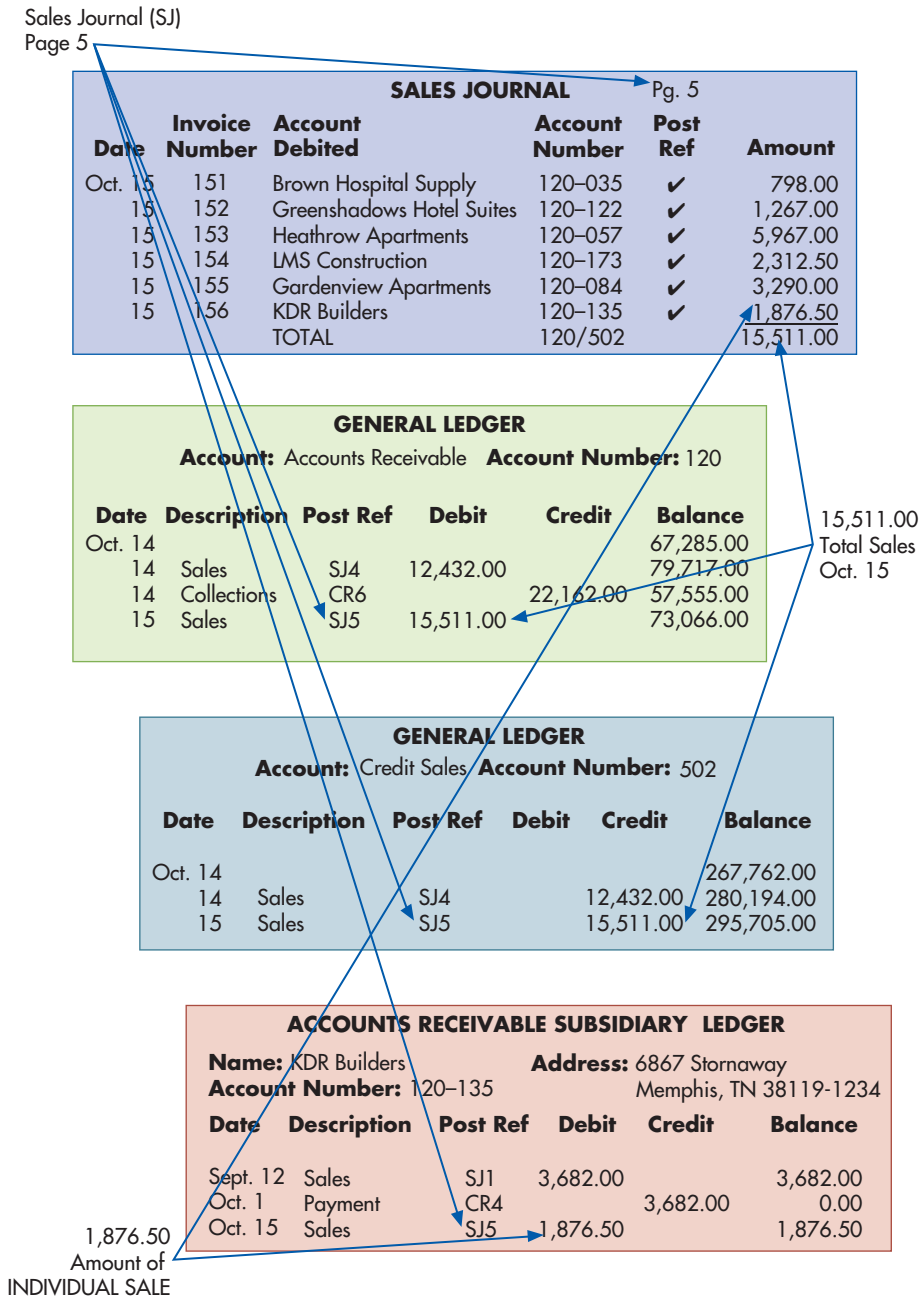 Sales Journal (SJ)
Page 5
SALES JOURNAL Pg. 5
Invoice Account Account Post
Date Number Debited Number Ref Amount
Oct. 15 151 Brown Hospital Supply 120–035 ✔ 798.00
15 152 Greenshadows Hotel Suites 120–122 ✔ 1,267.00
15 153 Heathrow Apartments 120–057 ✔ 5,967.00
15 154 LMS Construction 120–173 ✔ 2,312.50
15 155 Gardenview Apartments 120–084 ✔ 3,290.00
15 156 KDR Builders 120–135 ✔ 1,876.50
TOTAL 120/502 15,511.00
GENERAL LEDGER
Account: Accounts Receivable Account Number: 120
Date Description Post Ref Debit Credit Balance
Oct. 14 67,285.00
14 Sales SJ4 12,432.00 79,717.00
14 Collections CR6 22,162.00 57,555.00
15 Sales SJ5 15,511.00 73,066.00
15,511.00
Total Sales
Oct. 15
GENERAL LEDGER
Account: Credit Sales Account Number: 502
Date Description Post Ref Debit Credit Balance
Oct. 14 267,762.00
14 Sales SJ4 12,432.00 280,194.00
15 Sales SJ5 15,511.00 295,705.00
ACCOUNTS RECEIVABLE SUBSIDIARY LEDGER
Name: KDR Builders Address: 6867 Stornaway
Account Number: 120–135 Memphis, TN 38119-1234
Date Description Post Ref Debit Credit Balance
Sept. 12 Sales SJ1 3,682.00 3,682.00
Oct. 1 Payment CR4 3,682.00 0.00
Oct. 15 Sales SJ5 1,876.50 1,876.50
1,876.50
Amount of
INDIVIDUAL SALE